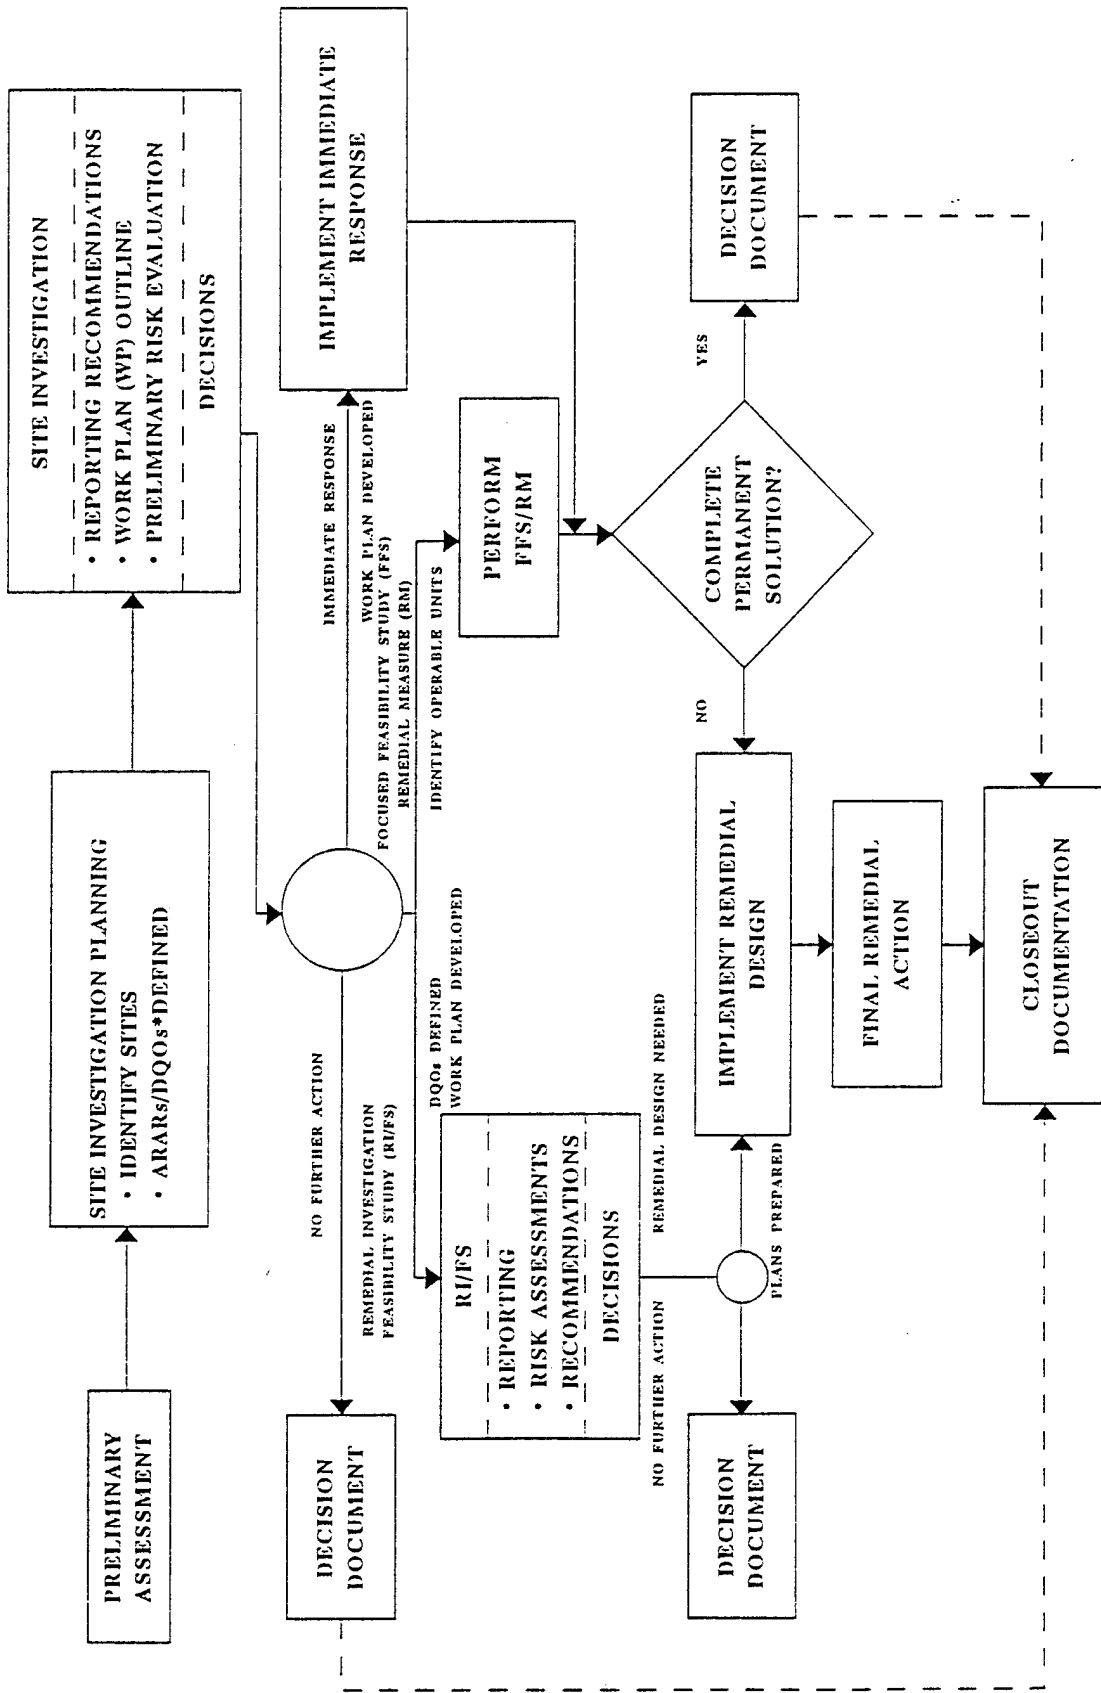 PRELIMINARY
ASSESSMENT
SITE INVESTIGATION PLANNING
• IDENTIFY SITES
• ARARs/DQOs*DEFINED
SITE INVESTIGATION
• REPORTING RECOMMENDATIONS
• WORK PLAN (WP) OUTLINE
• PRELIMINARY RISK EVALUATION
DECISIONS
NO FURTHER ACTION
IMMEDIATE RESPONSE
DECISION
DOCUMENT
IMPLEMENT IMMEDIATE
RESPONSE
REMEDIAL INVESTIGATION
FEASIBILITY STUDY (RI/FS)
WORK PLAN DEVELOPED
FOCUSED FEASIBILITY STUDY (FFS)
REMEDIAL MEASURE (RM)
DQOs DEFINED
WORK PLAN DEVELOPED
IDENTIFY OPERABLE UNITS
RI/FS
• REPORTING
• RISK ASSESSMENTS
• RECOMMENDATIONS
DECISIONS
PERFORM
FFS/RM
NO FURTHER ACTION
REMEDIAL DESIGN NEEDED
COMPLETE
PERMANENT
SOLUTION?
NO
YES
DECISION
DOCUMENT
PLANS PREPARED
IMPLEMENT REMEDIAL
DESIGN
DECISION
DOCUMENT
FINAL REMEDIAL
ACTION
CLOSEOUT
DOCUMENTATION